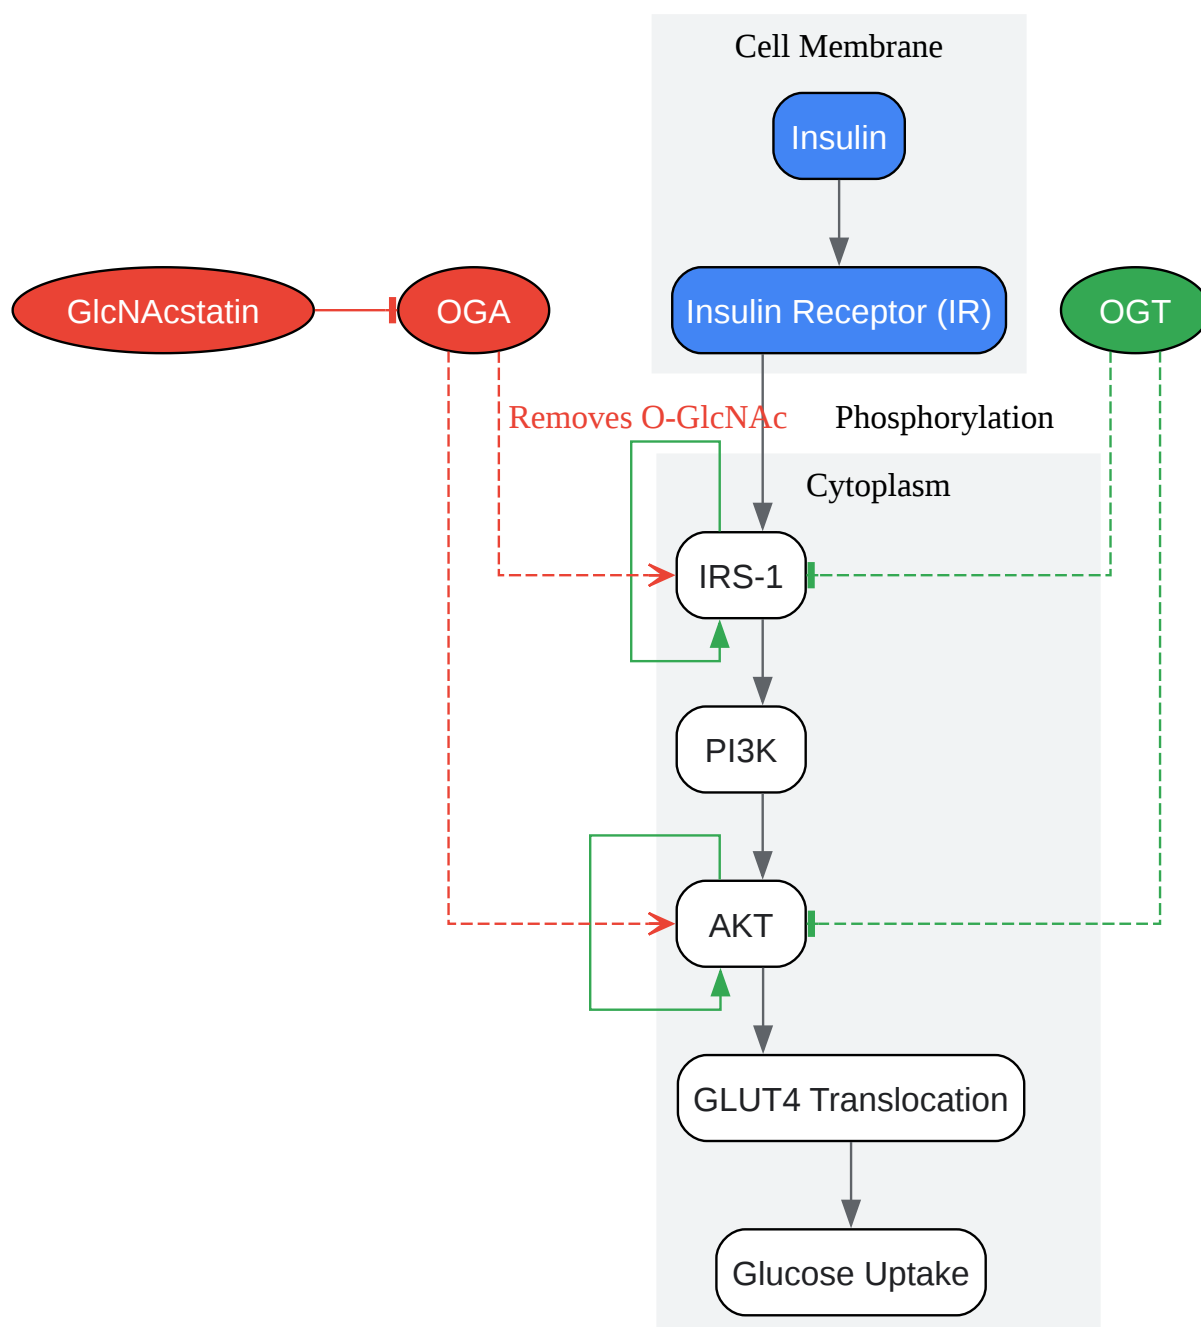 Cell Membrane
Insulin
GlcNAcstatin
OGA
Insulin Receptor (IR)
OGT
Removes O-GlcNAc
Phosphorylation
Cytoplasm
IRS-1
PI3K
AKT
GLUT4 Translocation
Glucose Uptake